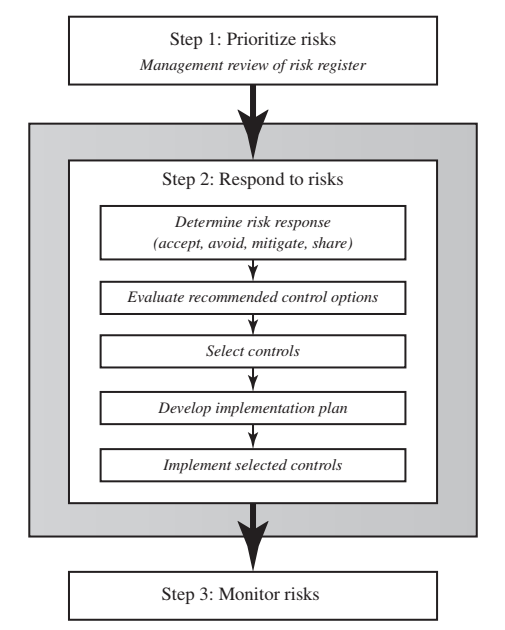 Step 1: Prioritize risks
Management review of risk register
Step 2: Respond to risks
Determine risk response
(accept, avoid, mitigate, share)
Evaluate recommended control options
Select controls
Develop implementation plan
Implement selected controls
Step 3: Monitor risks